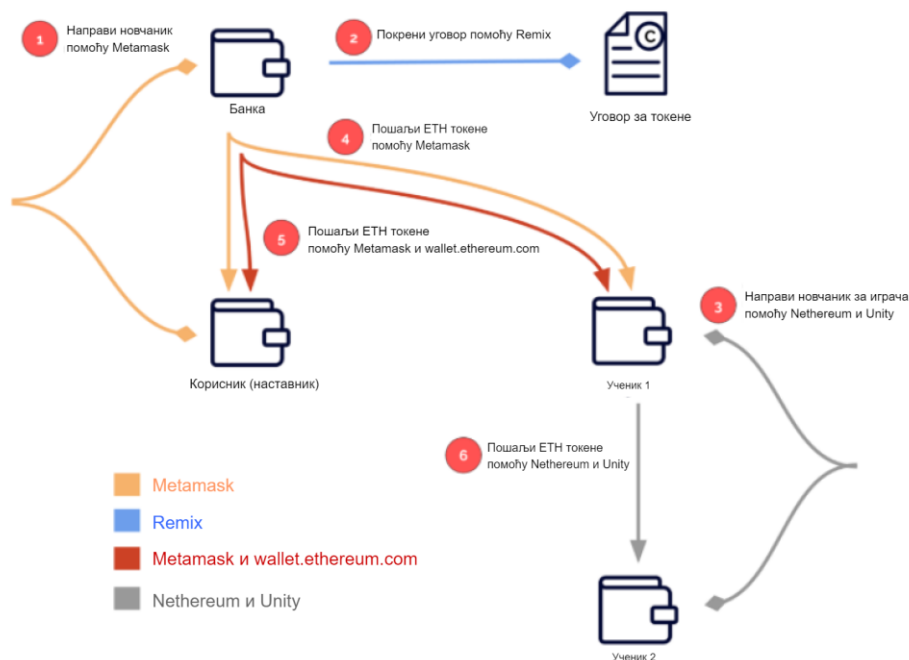 1
Направи новчаник
помоћу Metamask
2
Покрени уговор помоћу Remix
C
Банка
Уговор за токене
4
Пошаљи ETH токене
помоћу Metamask
5
Пошаљи ETH токене
помоћу Metamask и wallet.ethereum.com
3
Направи новчаник за играча
помоћу Nethereum и Unity
Корисник (наставник)
Ученик 1
6
Пошаљи ETH токене
помоћу Nethereum и Unity
Metamask
Remix
Metamask и wallet.ethereum.com
Nethereum и Unity
Ученик 2